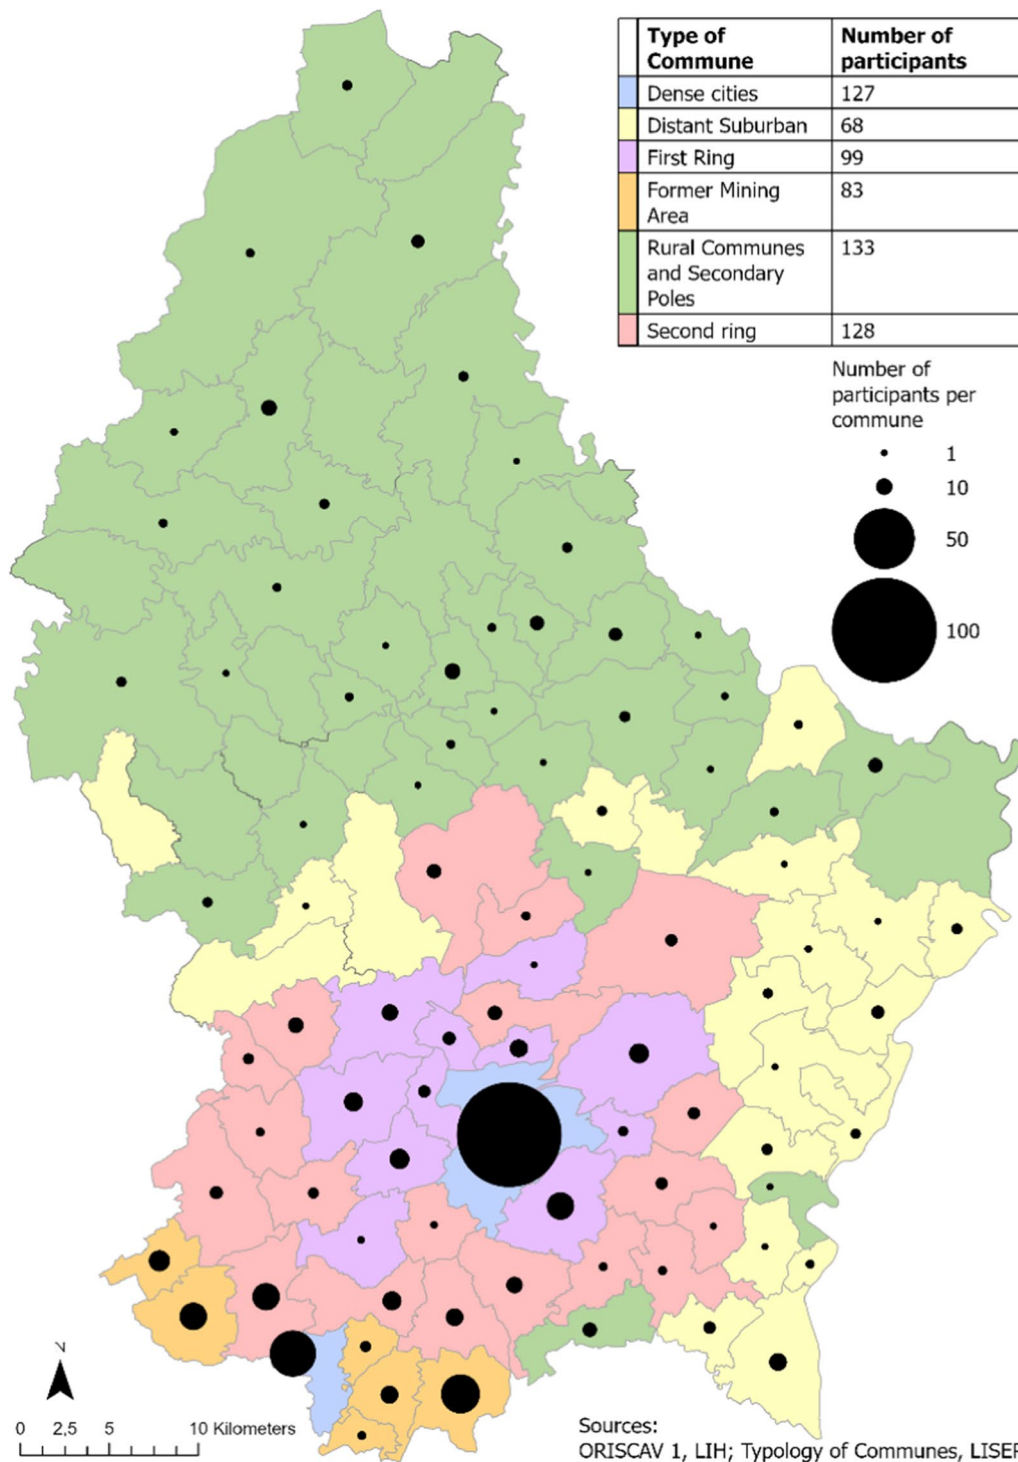 Type of Commune
Number of participants
Dense cities 127
Distant Suburban 68
First Ring 99
Former Mining Area 83
Rural Communes and Secondary Poles 133
Second ring 128
Number of
participants per
commune
1
10
50
100
N
0 2,5 5 10 Kilometers
Sources:
ORISCAV 1, LIH; Typology of Communes, LISER